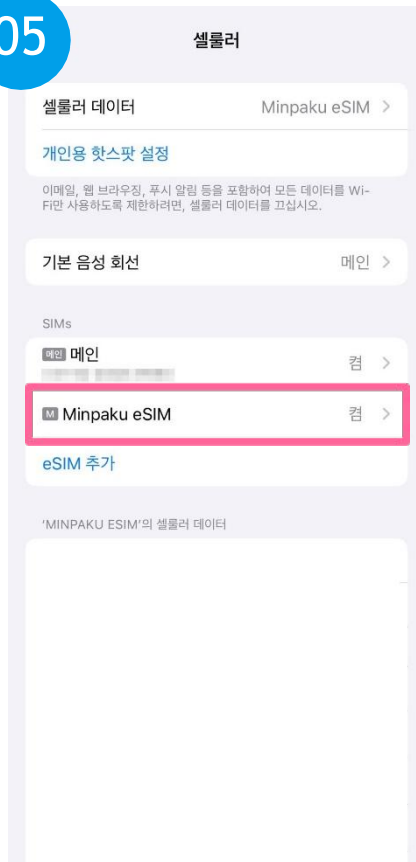 05
셀룰러
셀룰러 데이터 Minpaku eSIM >
개인용 핫스팟 설정
이메일, 웹 브라우징, 푸시 알림 등을 포함하여 모든 데이터를 Wi-
Fi만 사용하도록 제한하려면, 셀룰러 데이터를 끄십시오.
기본 음성 회선 메인 >
SIMs
메인 메인 켬 >
M Minpaku eSIM 켬 >
eSIM 추가
'MINPAKU ESIM'의 셀룰러 데이터